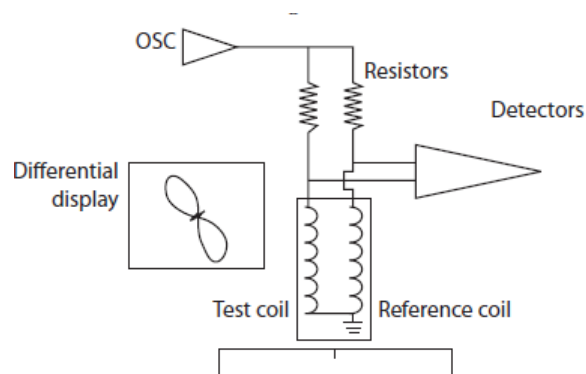 OSC
Resistors
Detectors
Differential
display
Test coil
Reference coil